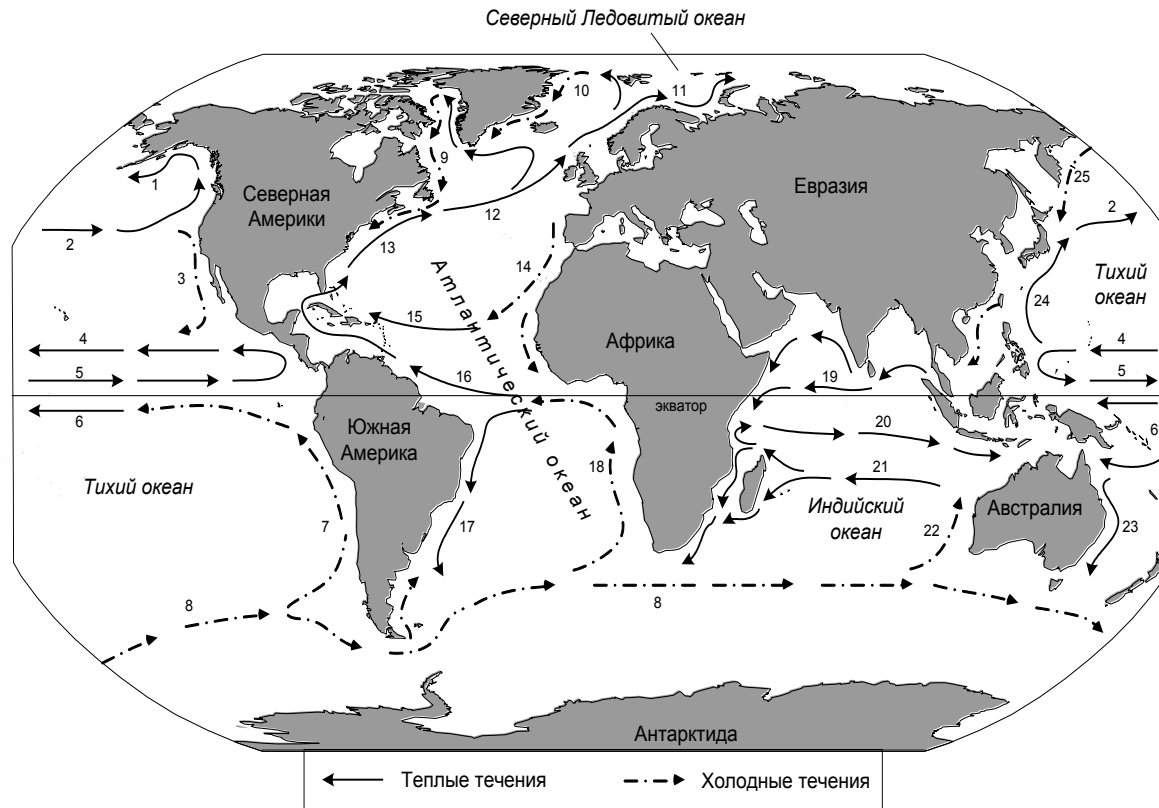 Северный Ледовитый океан
10
11
9
1
25
Северная
Америки
Евразия
12
2
2
13
3
14
Тихий
океан
Атлантический океан
24
15
4
4
Африка
5
16
19
5
экватор
6
6
Южная
Америка
20
18
21
Тихий океан
Индийский
океан
Австралия
7
17
22
23
8
8
Антарктида
Теплые течения
Холодные течения